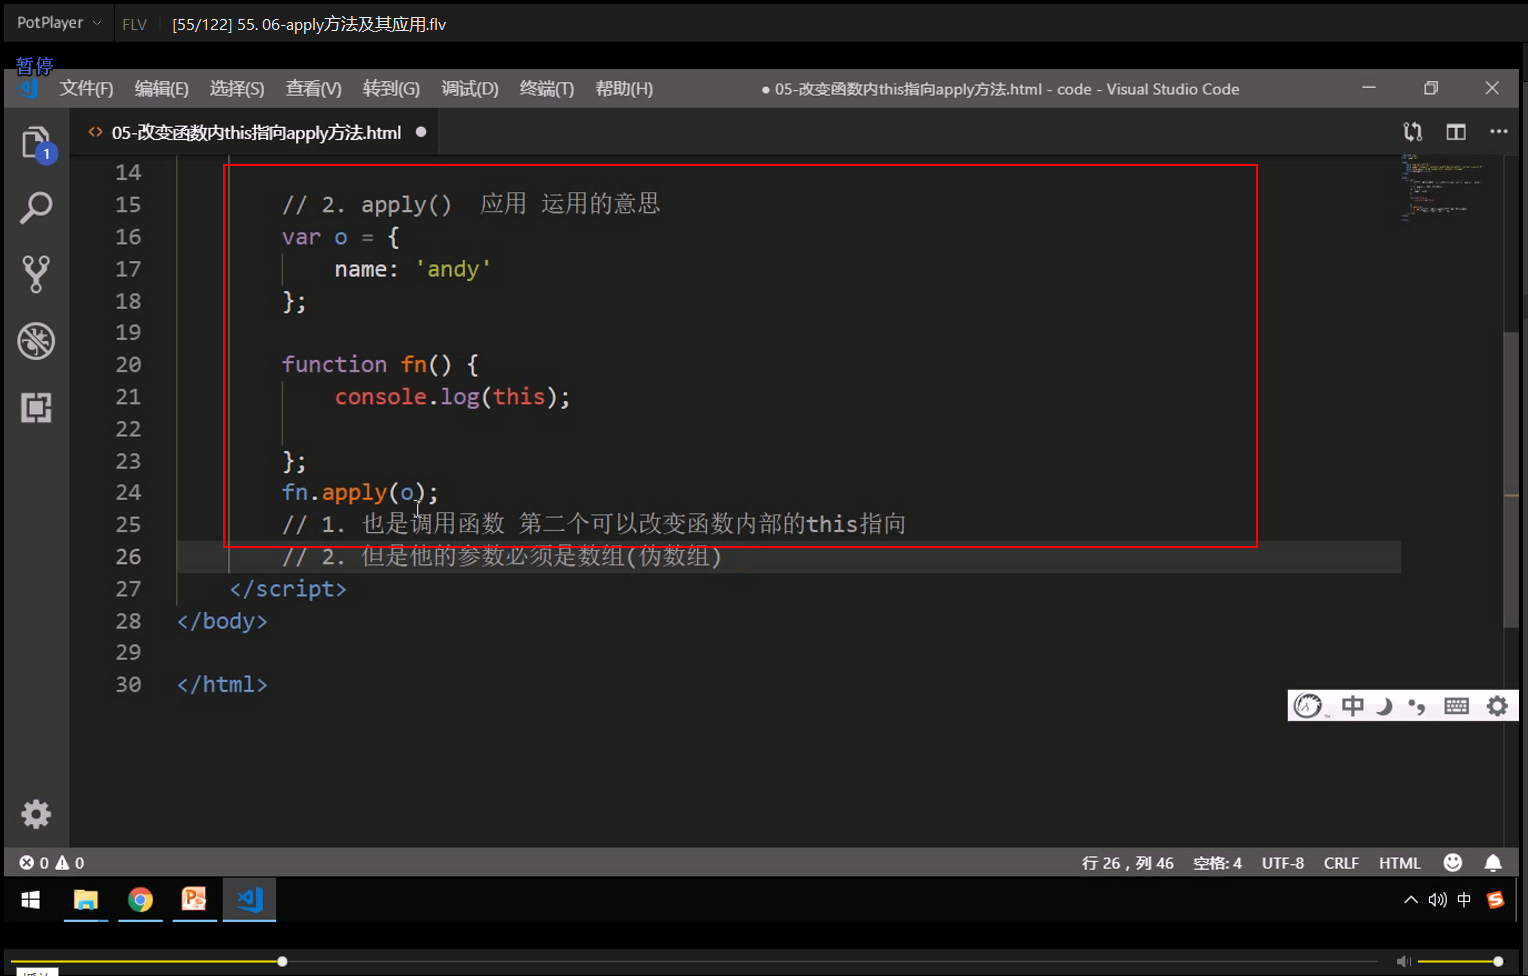 PotPlayer FLV [55/122] 55. 06-apply方法及其应用.flv
暂停
文件(F) 编辑(E) 选择(S) 查看(V) 转到(G) 调试(D) 终端(T) 帮助(H) ● 05-改变函数内this指向apply方法.html - code - Visual Studio Code
<> 05-改变函数内this指向apply方法.html ●
1
14
15 // 2. apply() 应用 运用的意思
16 var o = {
17 name: 'andy'
18 };
19
20 function fn() {
21 console.log(this);
22
23 };
24 fn.apply(o);
25 // 1. 也是调用函数 第二个可以改变函数内部的this指向
26 // 2. 但是他的参数必须是数组(伪数组)
27 </script>
28 </body>
29
30 </html>
中
0 0 行 26，列 46 空格: 4 UTF-8 CRLF HTML
中